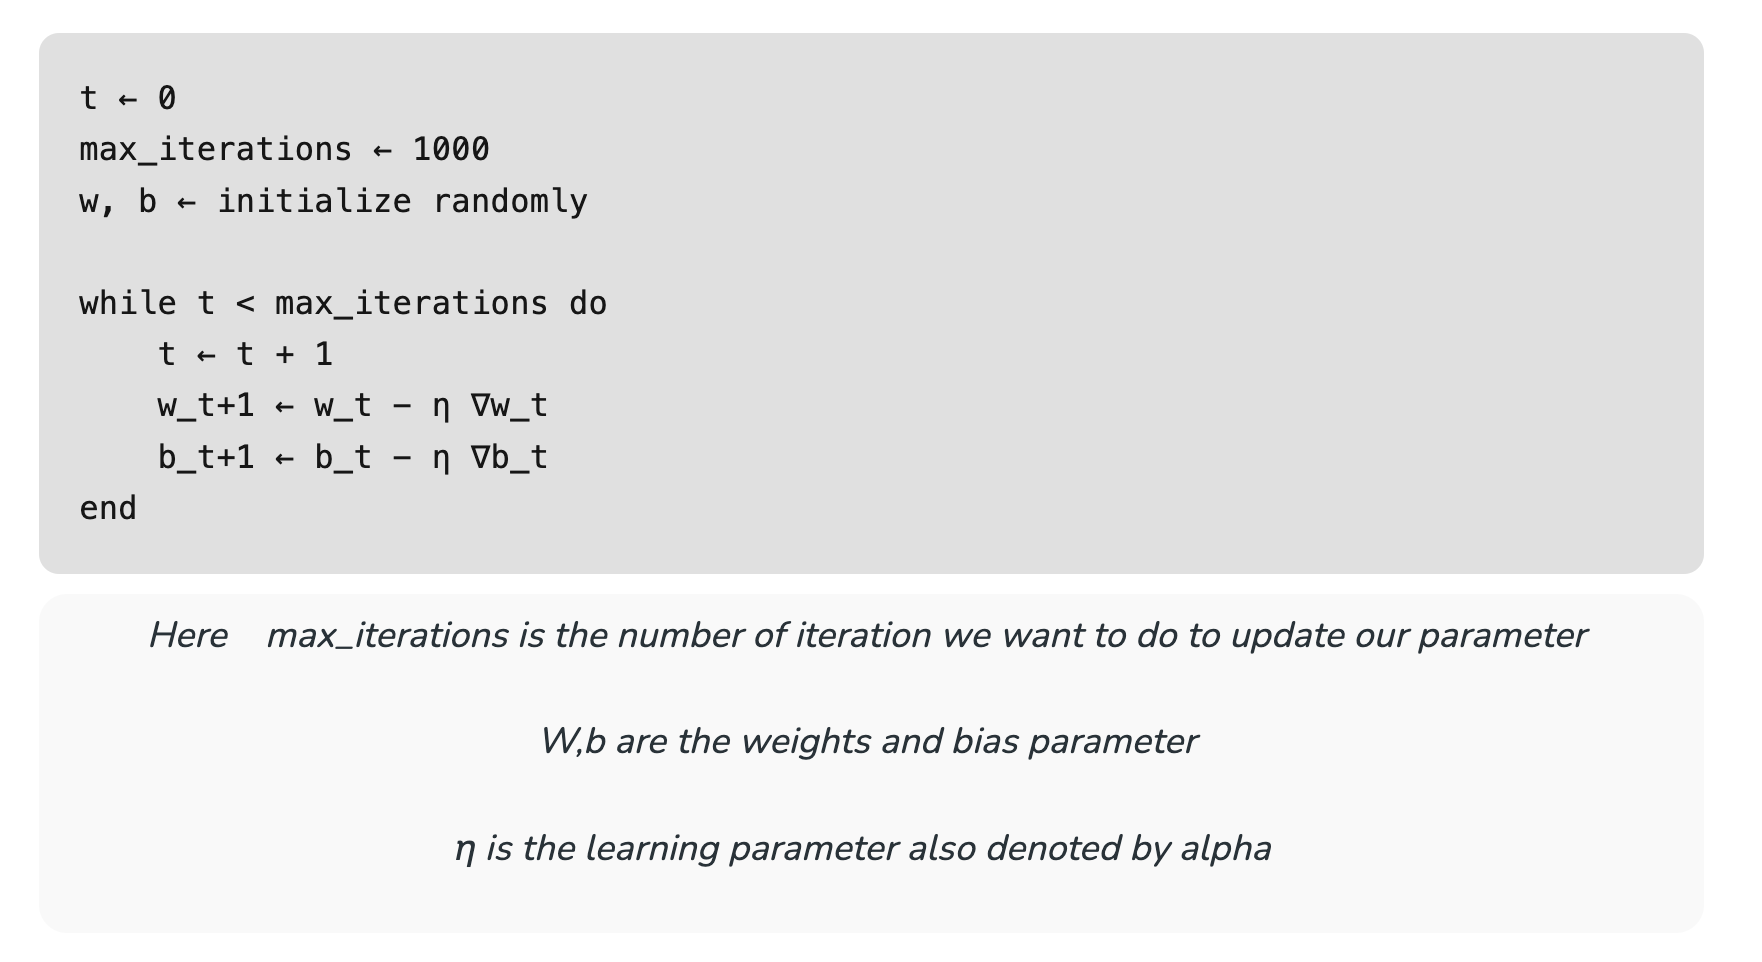 t ← 0
max_iterations ← 1000
w, b ← initialize randomly
while t < max_iterations do
t ← t + 1
w_t+1 ← w_t − η ∇w_t
b_t+1 ← b_t − η ∇b_t
end
Here max_iterations is the number of iteration we want to do to update our parameter
W,b are the weights and bias parameter
η is the learning parameter also denoted by alpha